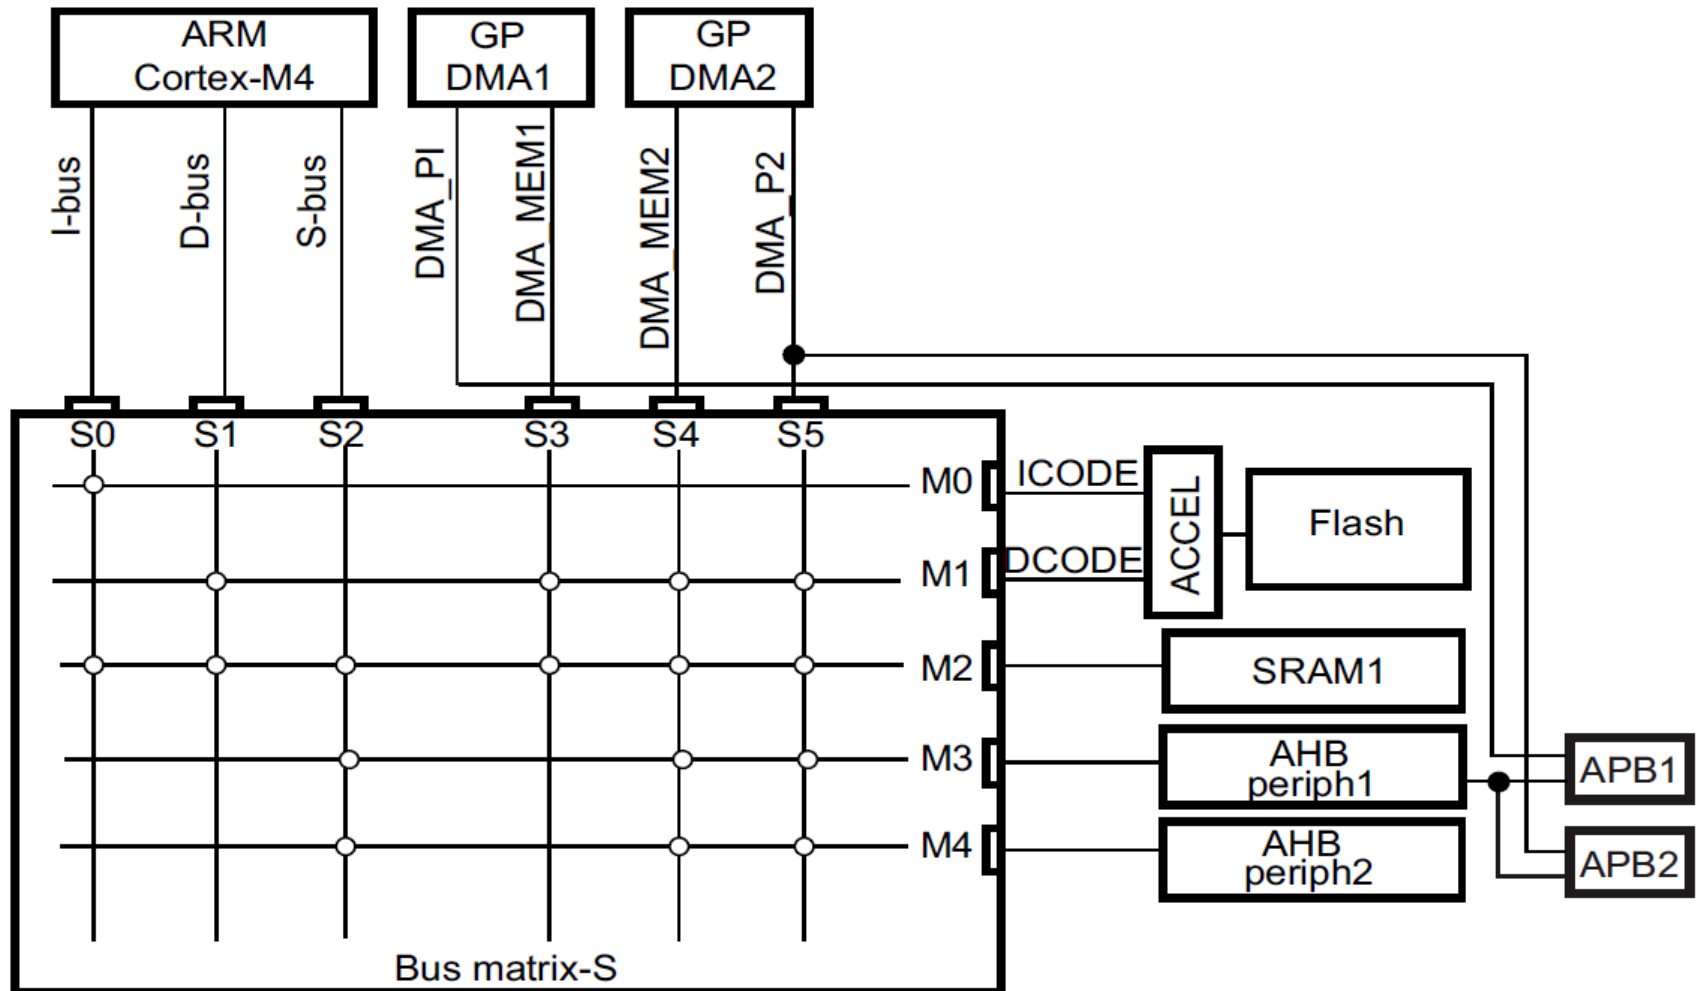 ARM
Cortex-M4
GP
DMA1
GP
DMA2
I-bus
D-bus
S-bus
DMA_PI
DMA_MEM1
DMA_MEM2
DMA_P2
S0
S1
S2
S3
S4
S5
M0
ICODE
M1
DCODE
ACCEL
Flash
M2
SRAM1
M3
AHB
periph1
APB1
M4
AHB
periph2
APB2
Bus matrix-S